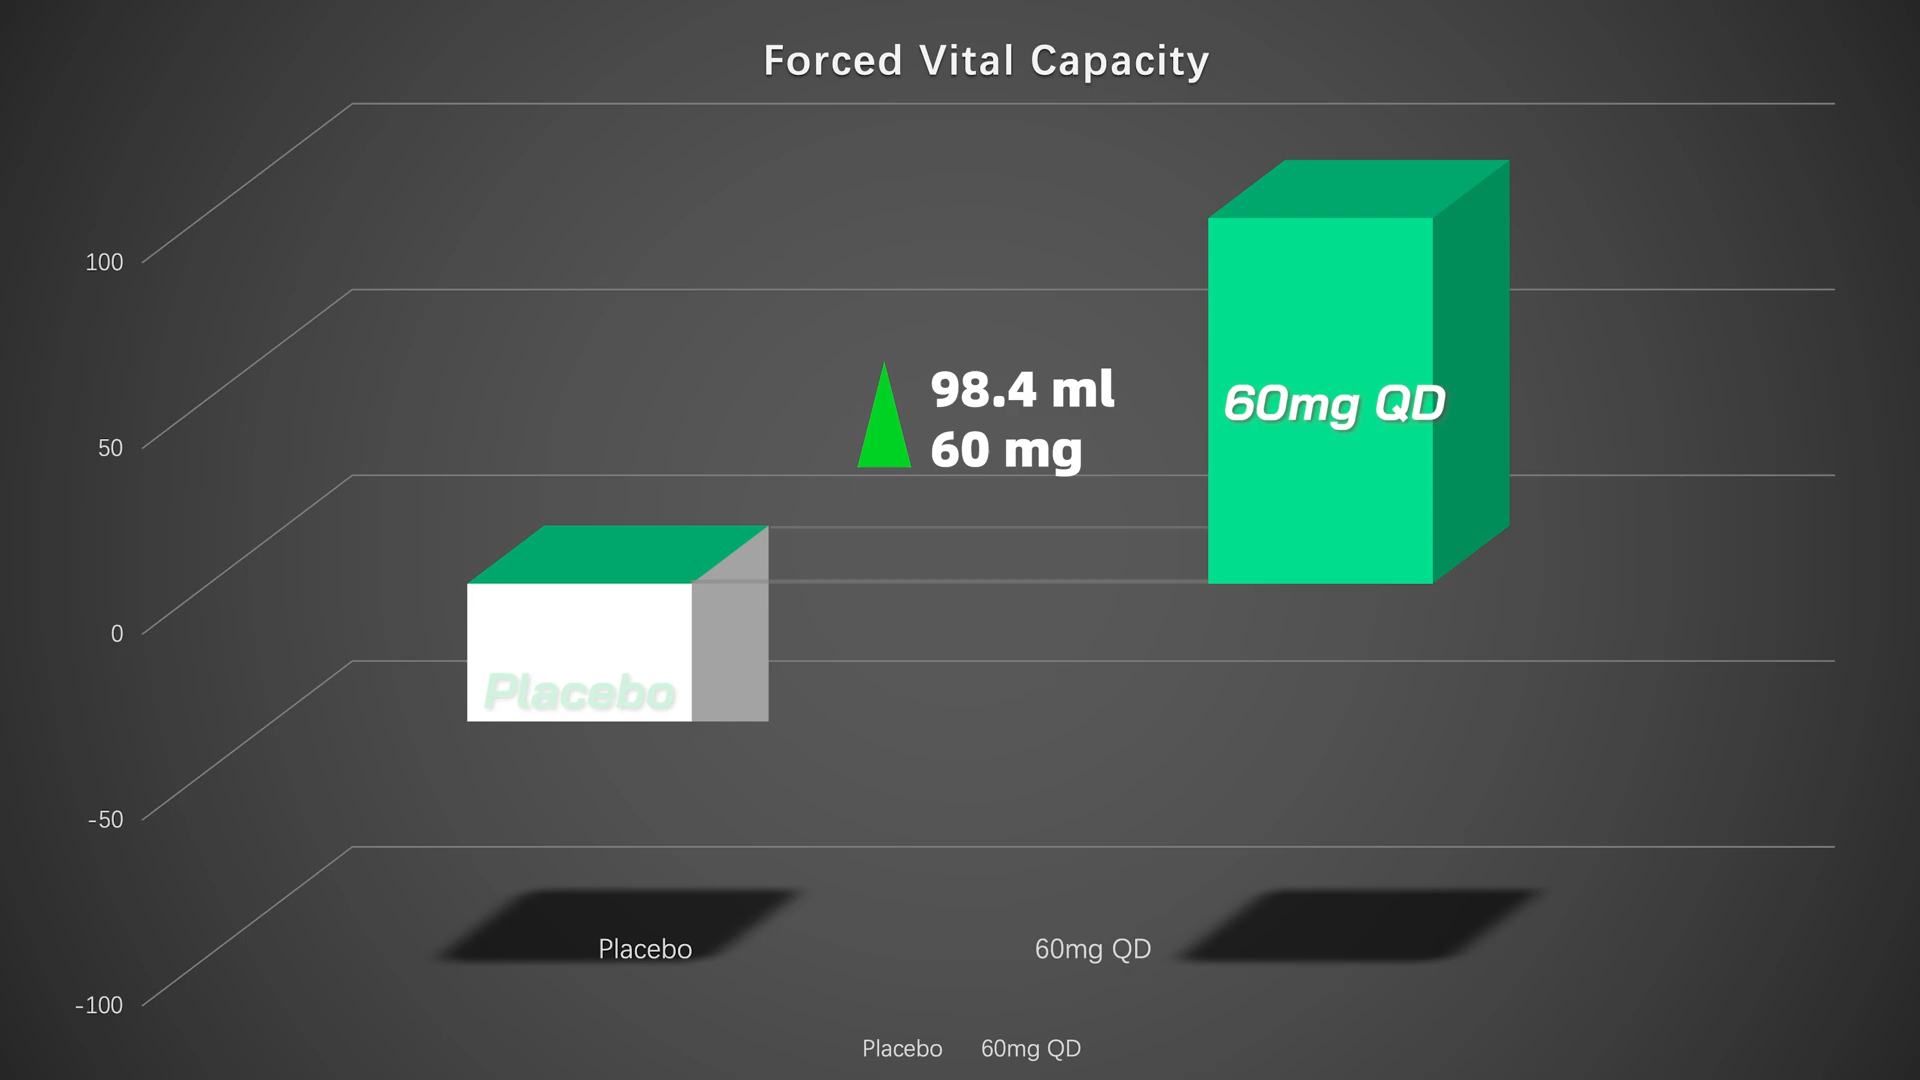 Forced Vital Capacity
100
50
0
-50
-100
98.4 ml
60 mg
60mg QD
Placebo
Placebo
60mg QD
Placebo
60mg QD